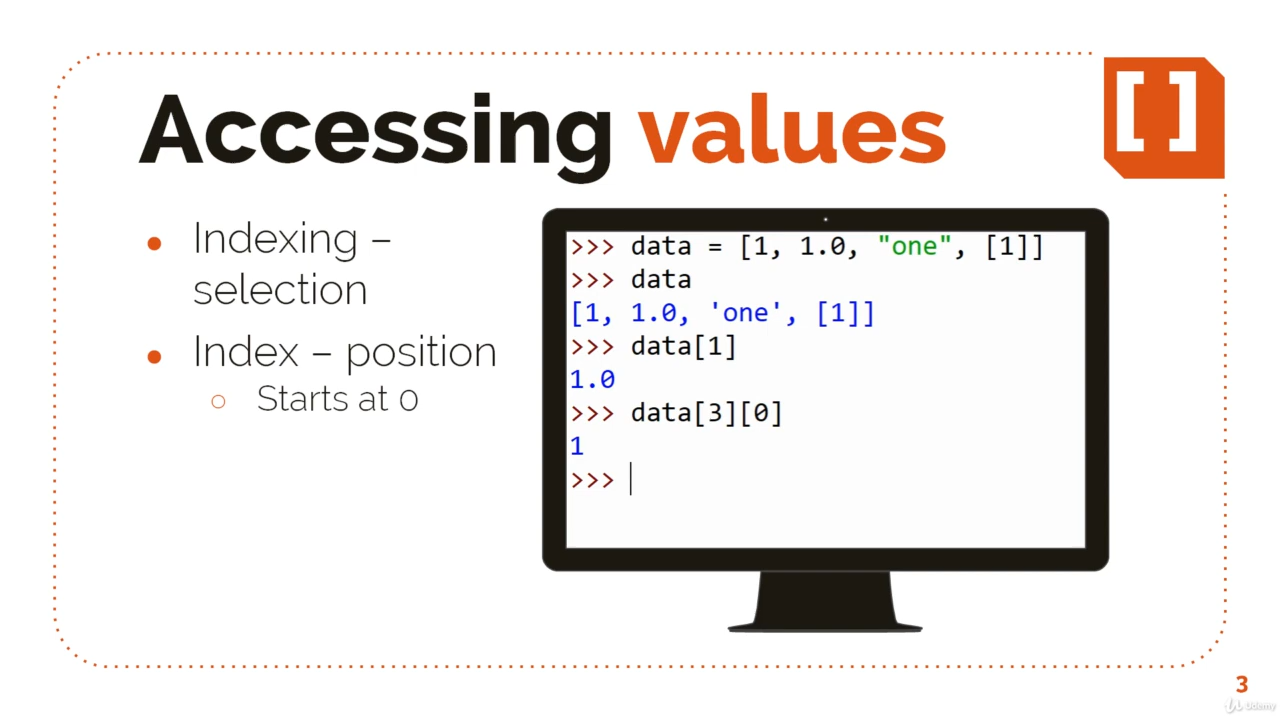 Accessing values
[ ]
● Indexing –
selection
● Index – position
○ Starts at 0
>>> data = [1, 1.0, "one", [1]]
>>> data
[1, 1.0, 'one', [1]]
>>> data[1]
1.0
>>> data[3][0]
1
>>>
3
Udemy